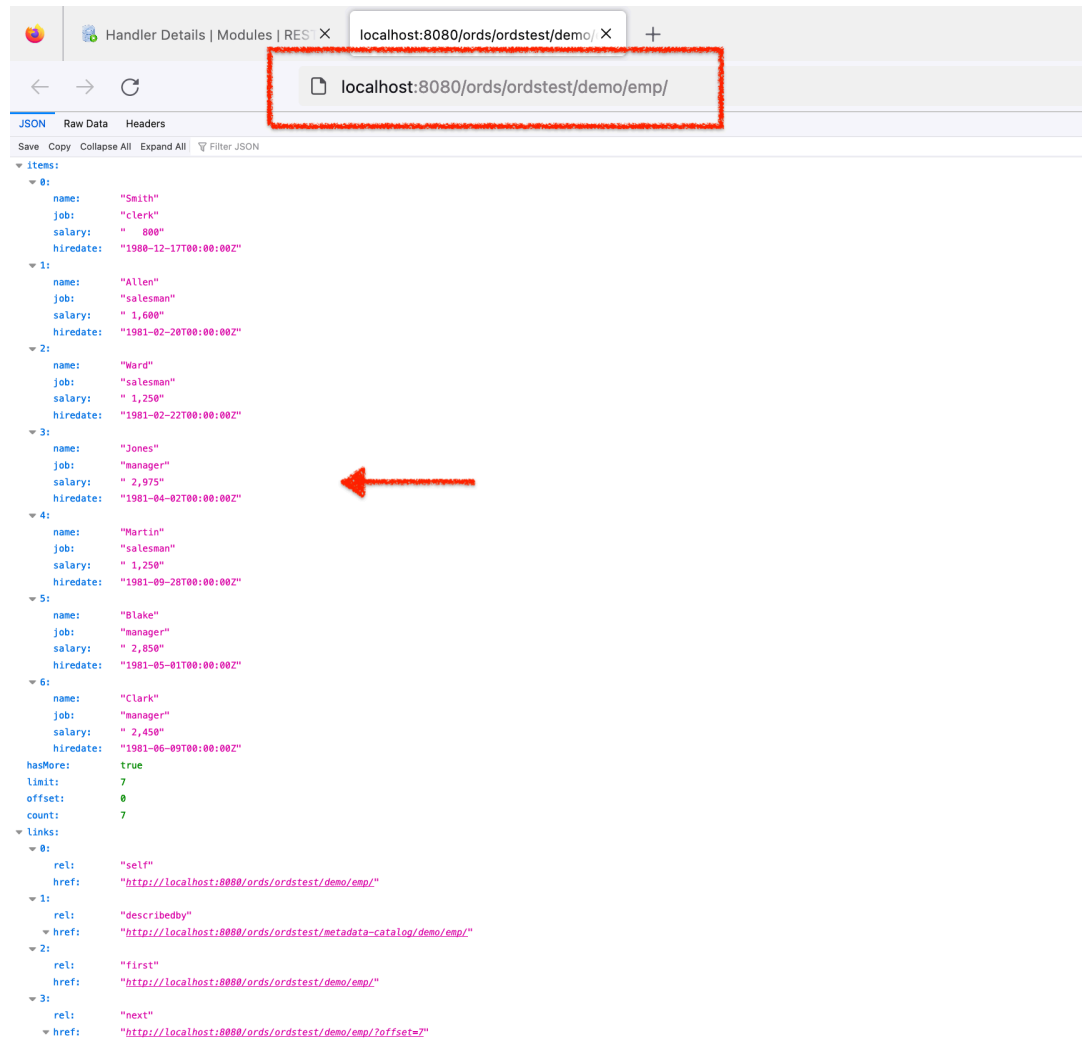 Handler Details | Modules | REST
localhost:8080/ords/ordstest/demo/
localhost:8080/ords/ordstest/demo/emp/
JSON Raw Data Headers
Save Copy Collapse All Expand All Filter JSON
items:
0:
name: "Smith"
job: "clerk"
salary: "   800"
hiredate: "1980-12-17T00:00:00Z"
1:
name: "Allen"
job: "salesman"
salary: " 1,600"
hiredate: "1981-02-20T00:00:00Z"
2:
name: "Ward"
job: "salesman"
salary: " 1,250"
hiredate: "1981-02-22T00:00:00Z"
3:
name: "Jones"
job: "manager"
salary: " 2,975"
hiredate: "1981-04-02T00:00:00Z"
4:
name: "Martin"
job: "salesman"
salary: " 1,250"
hiredate: "1981-09-28T00:00:00Z"
5:
name: "Blake"
job: "manager"
salary: " 2,850"
hiredate: "1981-05-01T00:00:00Z"
6:
name: "Clark"
job: "manager"
salary: " 2,450"
hiredate: "1981-06-09T00:00:00Z"
hasMore: true
limit: 7
offset: 0
count: 7
links:
0:
rel: "self"
href: "http://localhost:8080/ords/ordstest/demo/emp/"
1:
rel: "describedby"
href: "http://localhost:8080/ords/ordstest/metadata-catalog/demo/emp/"
2:
rel: "first"
href: "http://localhost:8080/ords/ordstest/demo/emp/"
3:
rel: "next"
href: "http://localhost:8080/ords/ordstest/demo/emp/?offset=7"